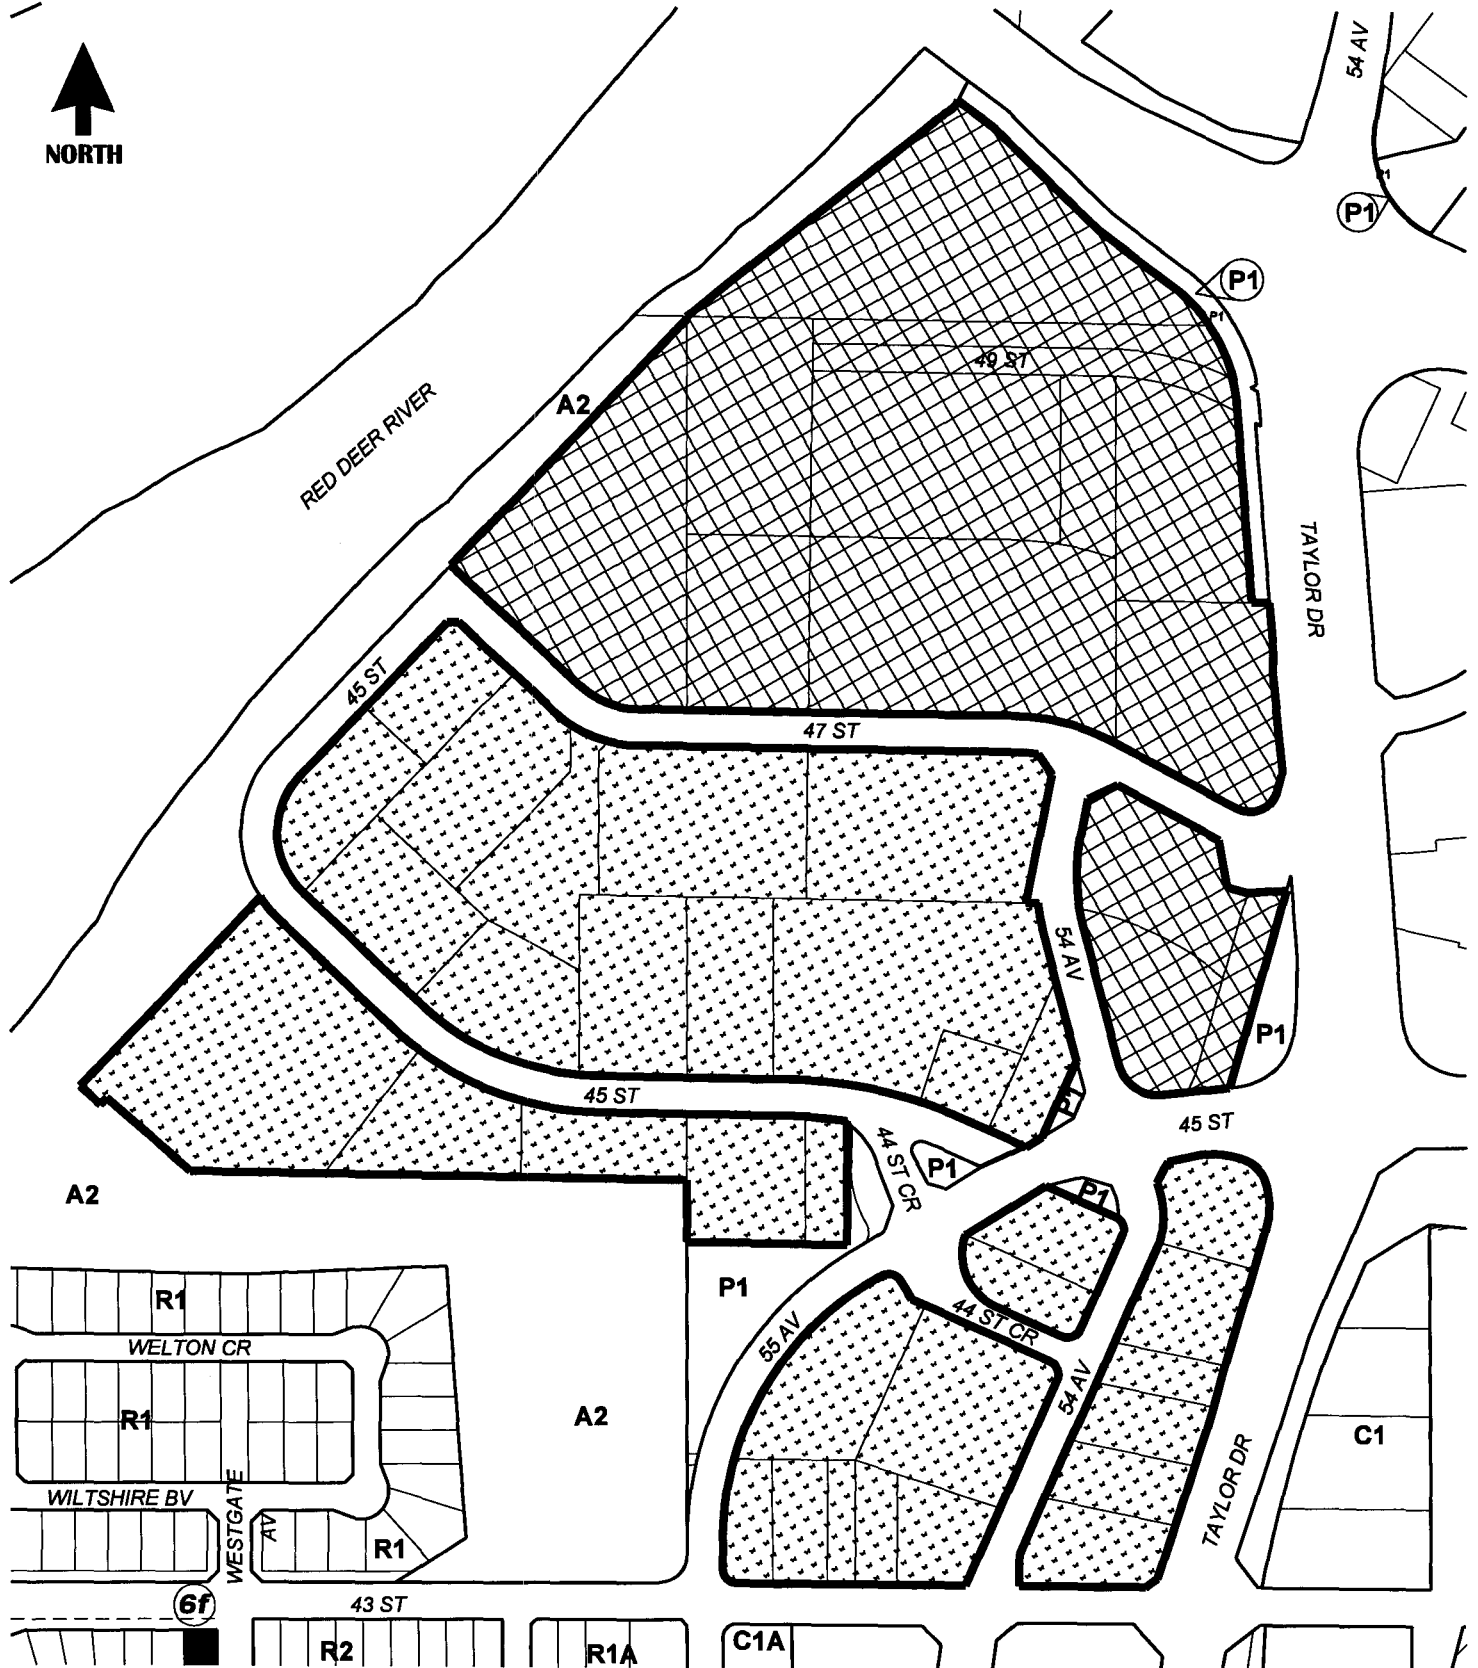 54 AV
NORTH
P1
P1
P1
P1
49 ST
A2
RED DEER RIVER
TAYLOR DR
45 ST
47 ST
54 AV
P1
45 ST
P1
45 ST
44 ST CR
P1
P1
A2
P1
R1
44 ST CR
55 AV
WELTON CR
54 AV
R1
A2
C1
WILTSHIRE BV
WESTGATE
AV
TAYLOR DR
R1
6f
43 ST
R2
R1A
C1A